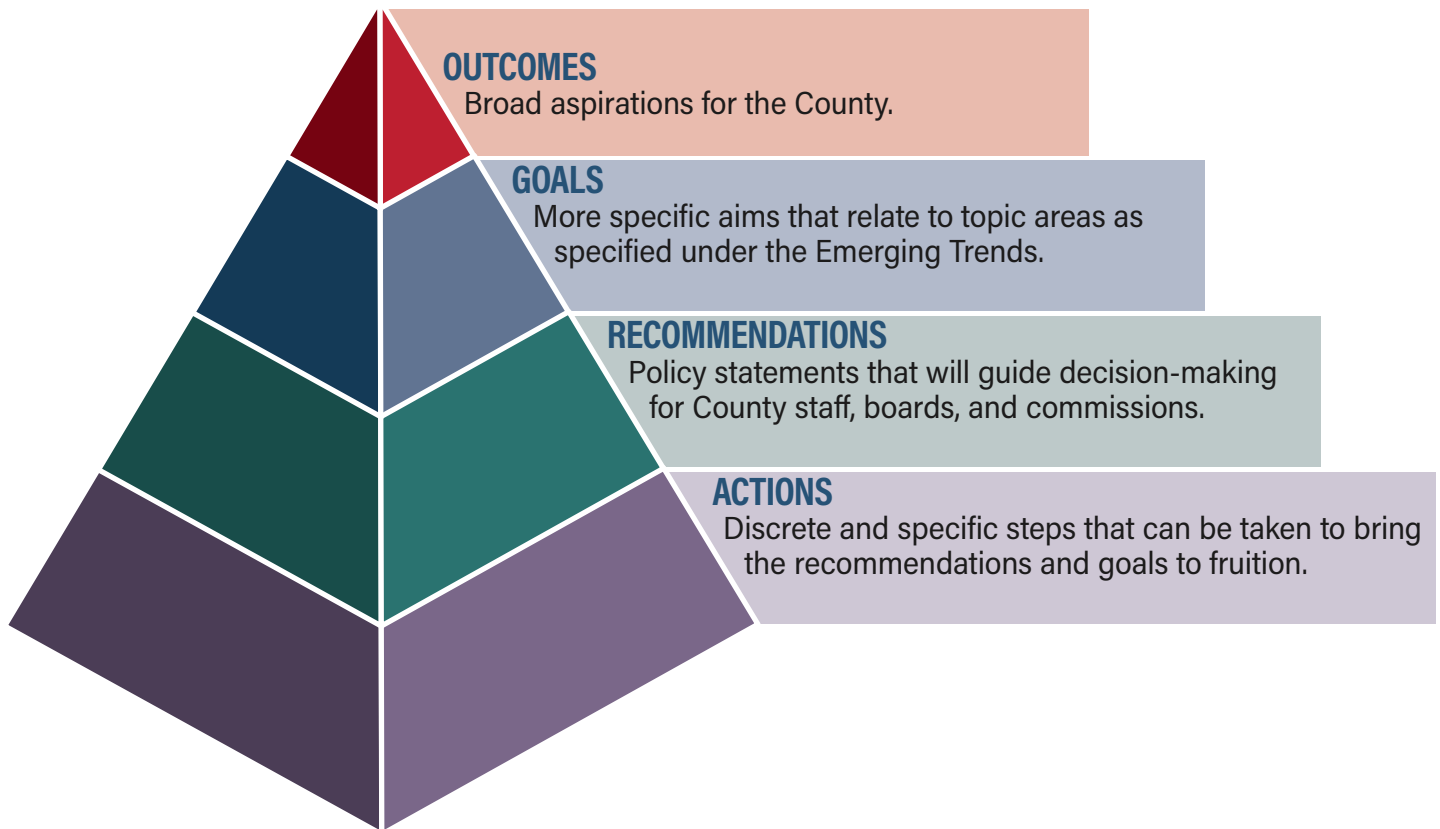 OUTCOMES
Broad aspirations for the County.
GOALS
More specific aims that relate to topic areas as
specified under the Emerging Trends.
RECOMMENDATIONS
Policy statements that will guide decision-making
for County staff, boards, and commissions.
ACTIONS
Discrete and specific steps that can be taken to bring
the recommendations and goals to fruition.